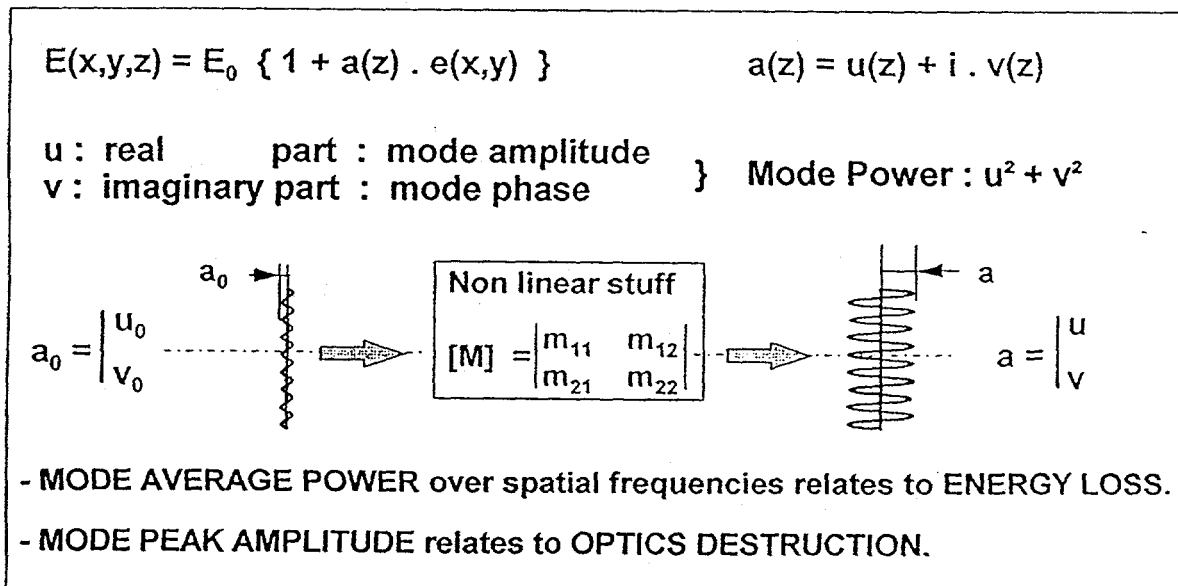 E(x,y,z) = E₀ { 1 + a(z) . e(x,y) }    a(z) = u(z) + i . v(z)
u : real part : mode amplitude
v : imaginary part : mode phase
} Mode Power : u² + v²
a₀
Non linear stuff
a
a₀ = | u₀
v₀
[M] = | m₁₁ m₁₂ |
| m₂₁ m₂₂ |
a = | u
v
- MODE AVERAGE POWER over spatial frequencies relates to ENERGY LOSS.
- MODE PEAK AMPLITUDE relates to OPTICS DESTRUCTION.